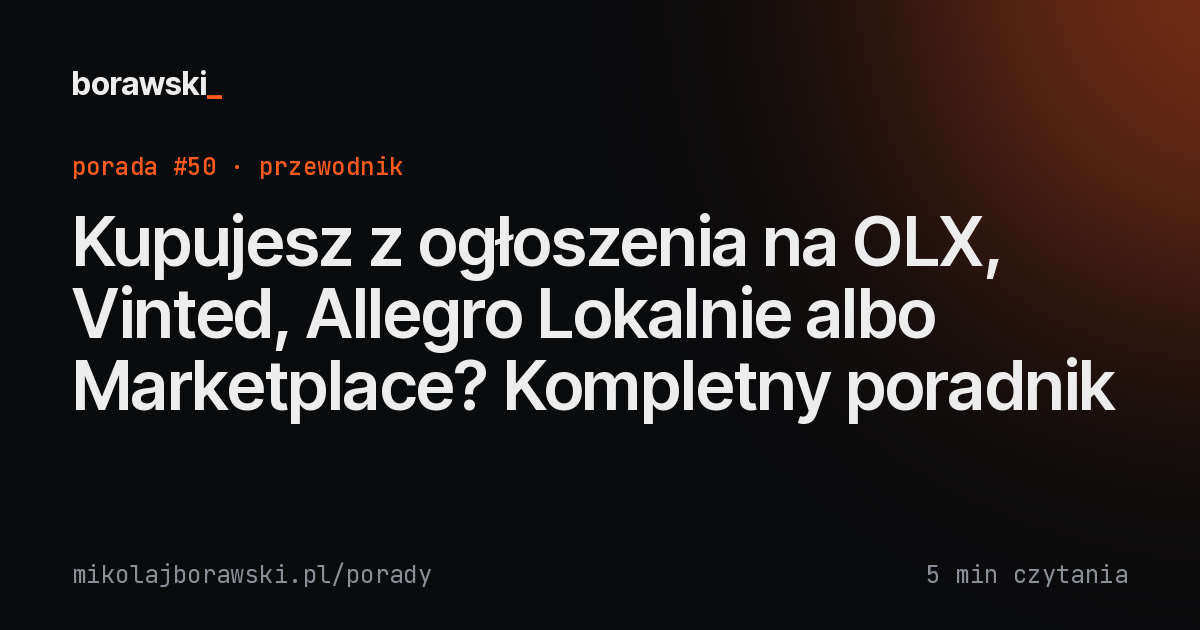 borawski_
porada #50 · przewodnik
Kupujesz z ogłoszenia na OLX,
Vinted, Allegro Lokalnie albo
Marketplace? Kompletny poradnik
mikolajborawski.pl/porady
5 min czytania